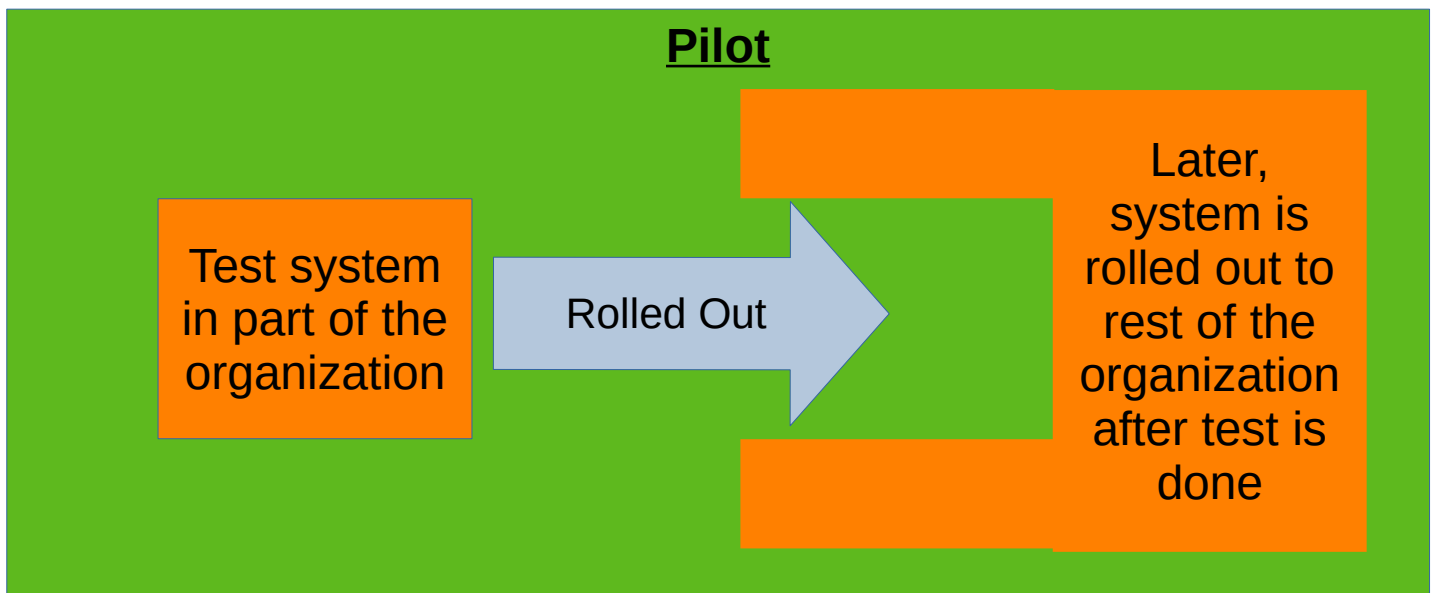 Pilot
Test system
in part of the
organization
Rolled Out
Later,
system is
rolled out to
rest of the
organization
after test is
done